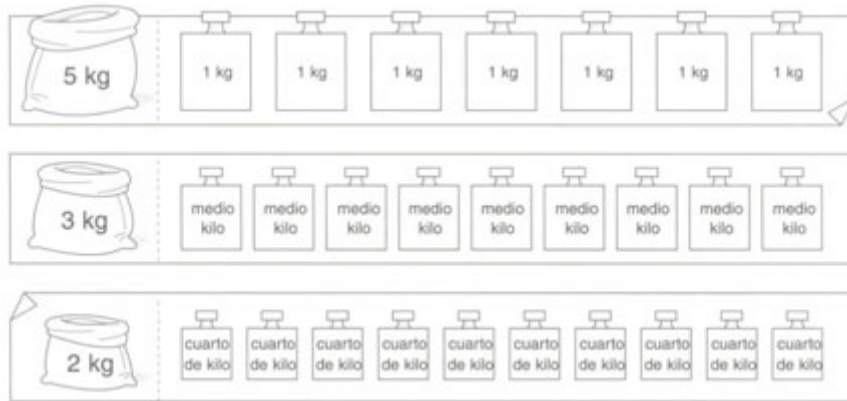 5 kg 1 kg 1 kg 1 kg 1 kg 1 kg 1 kg 1 kg
3 kg medio medio medio medio medio medio medio medio medio
kilo kilo kilo kilo kilo kilo kilo kilo kilo
cuarto cuarto cuarto cuarto cuarto cuarto cuarto cuarto cuarto cuarto
2 kg de kilo de kilo de kilo de kilo de kilo de kilo de kilo de kilo de kilo de kilo